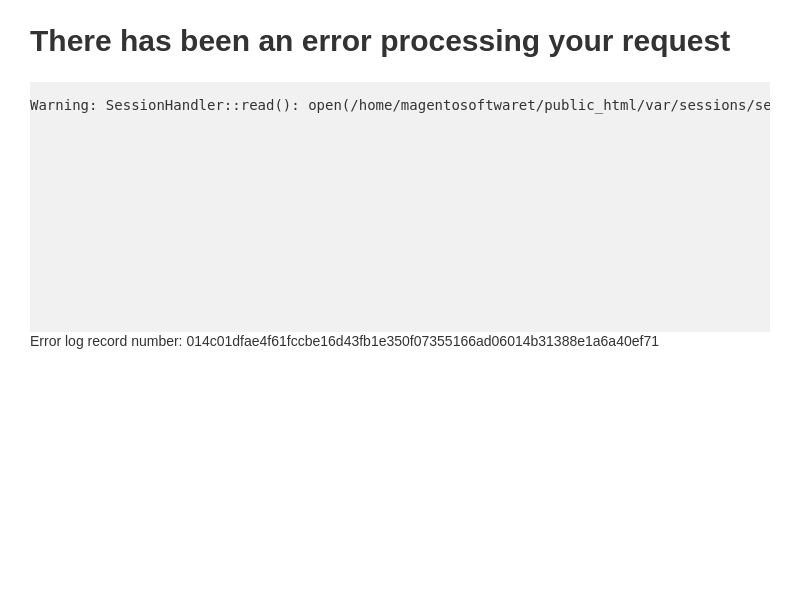 There has been an error processing your request
Warning: SessionHandler::read(): open(/home/magentosoftwaret/public_html/var/sessions/se
Error log record number: 014c01dfae4f61fccbe16d43fb1e350f07355166ad06014b31388e1a6a40ef71